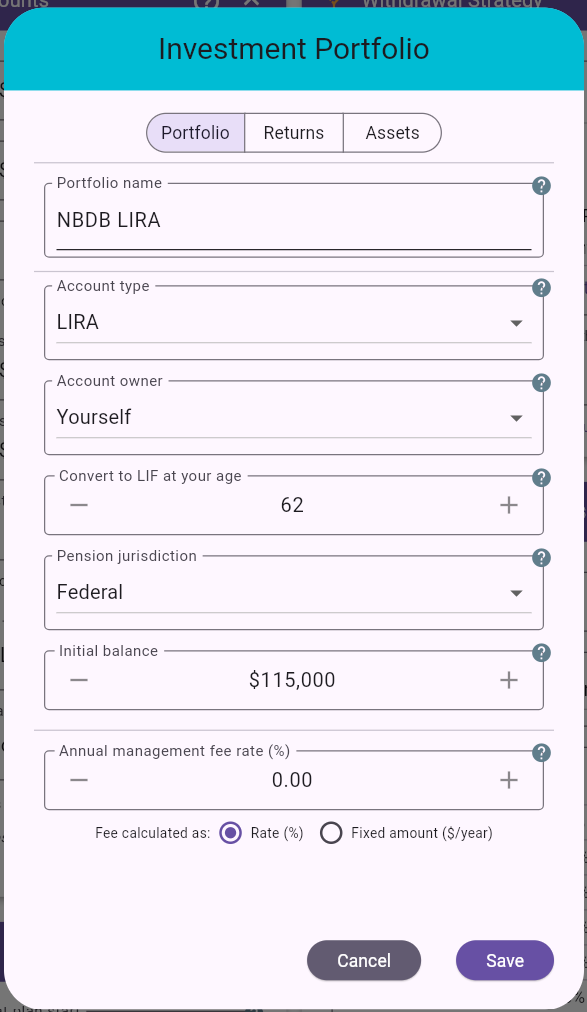 Withdrawal Strategy
Investment Portfolio
Portfolio Returns Assets
Portfolio name
NBDB LIRA
Account type
LIRA
Account owner
Yourself
Convert to LIF at your age
62
Pension jurisdiction
Federal
Initial balance
$115,000
Annual management fee rate (%)
0.00
Fee calculated as: Rate (%) Fixed amount ($/year)
Cancel Save